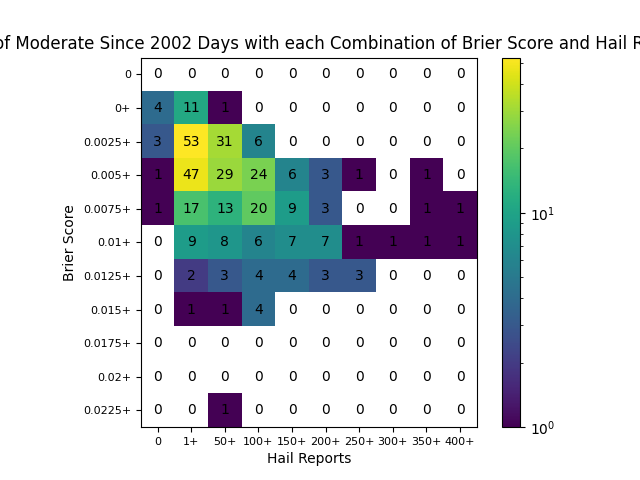 of Moderate Since 2002 Days with each Combination of Brier Score and Hail R
0 0 0 0 0 0 0 0 0 0 0
0+ 4 11 1 0 0 0 0 0 0 0
0.0025+ 3 53 31 6 0 0 0 0 0 0
0.005+ 1 47 29 24 6 3 1 0 1 0
0.0075+ 1 17 13 20 9 3 0 0 1 1
0.01+ 0 9 8 6 7 7 1 1 1 1
0.0125+ 0 2 3 4 4 3 3 0 0 0
0.015+ 0 1 1 4 0 0 0 0 0 0
0.0175+ 0 0 0 0 0 0 0 0 0 0
0.02+ 0 0 0 0 0 0 0 0 0 0
0.0225+ 0 0 1 0 0 0 0 0 0 0
0 1+ 50+ 100+ 150+ 200+ 250+ 300+ 350+ 400+
Hail Reports
Brier Score
10¹
10⁰